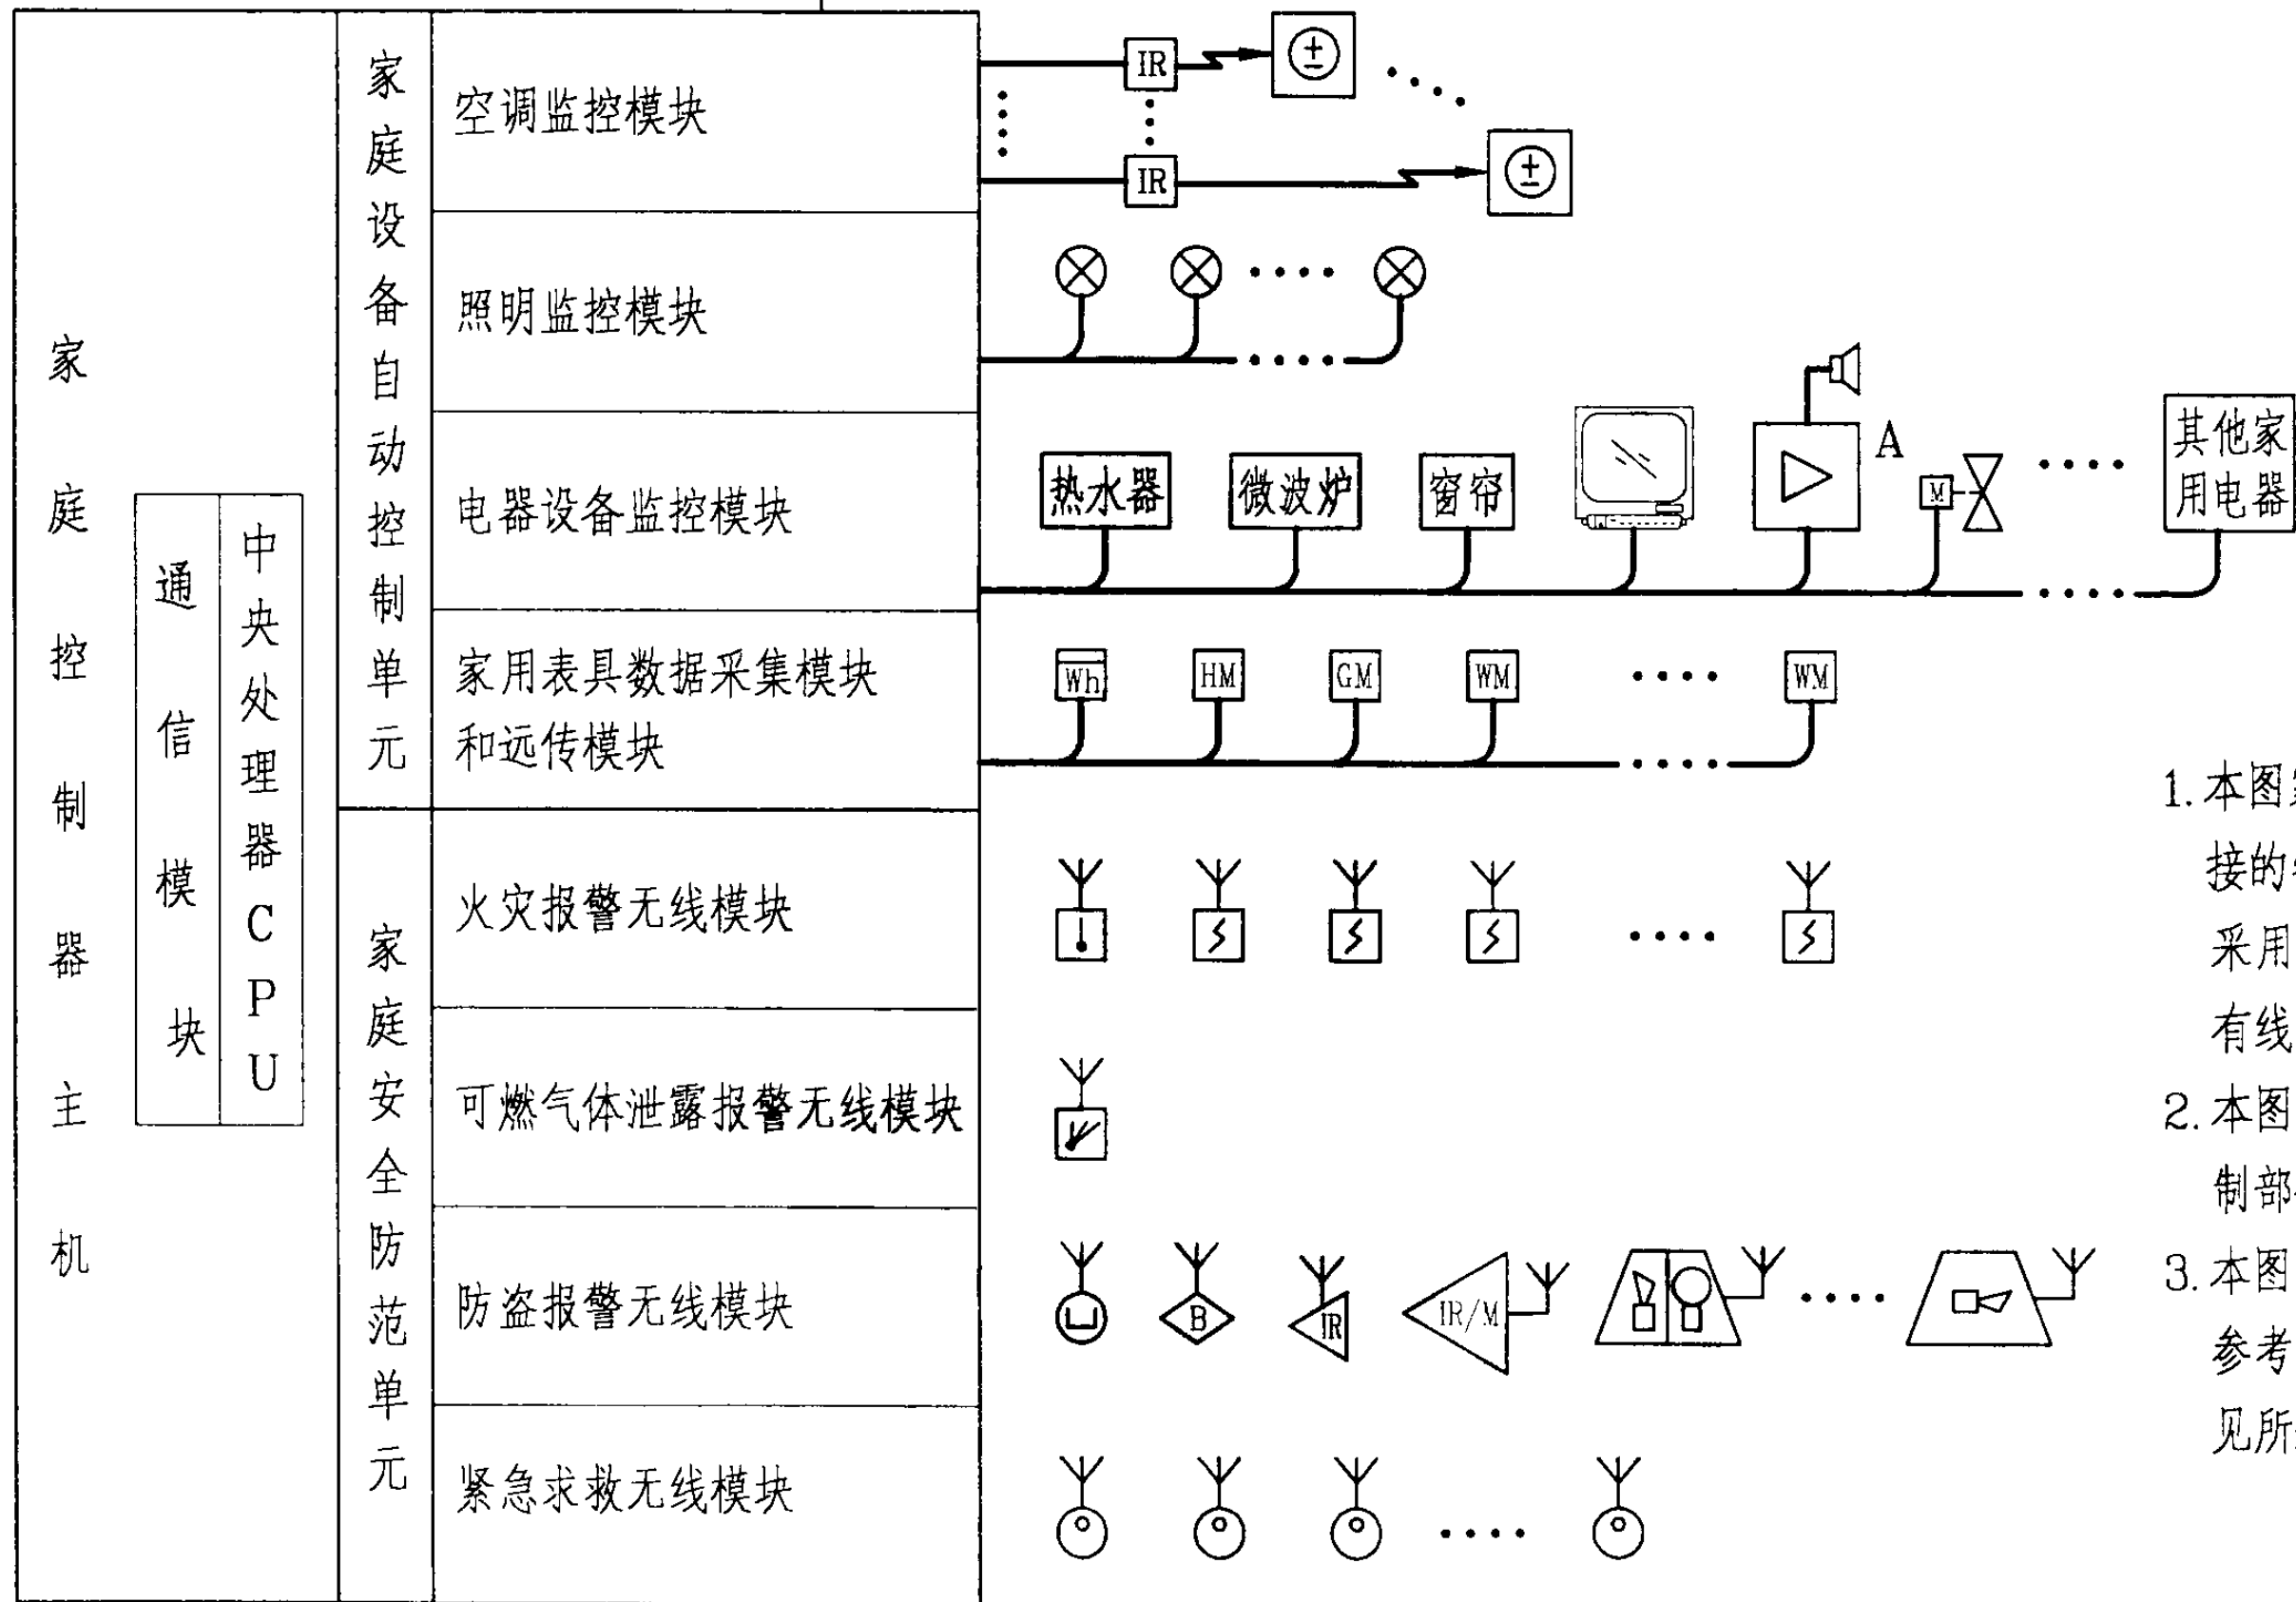 家庭控制器主机
通信模块
中央处理器CPU
家庭设备自动控制单元
空调监控模块
IR
±
IR
±
照明监控模块
电器设备监控模块
热水器
微波炉
窗帘
A
M
其他家
用电器
家用表具数据采集模块
和远传模块
Wh
HM
GM
WM
WM
家庭安全防范单元
火灾报警无线模块
可燃气体泄露报警无线模块
防盗报警无线模块
B
IR
IR/M
紧急求救无线模块
1.本图
接的
采用
有线
2.本图
制部
3.本图
参考
见所